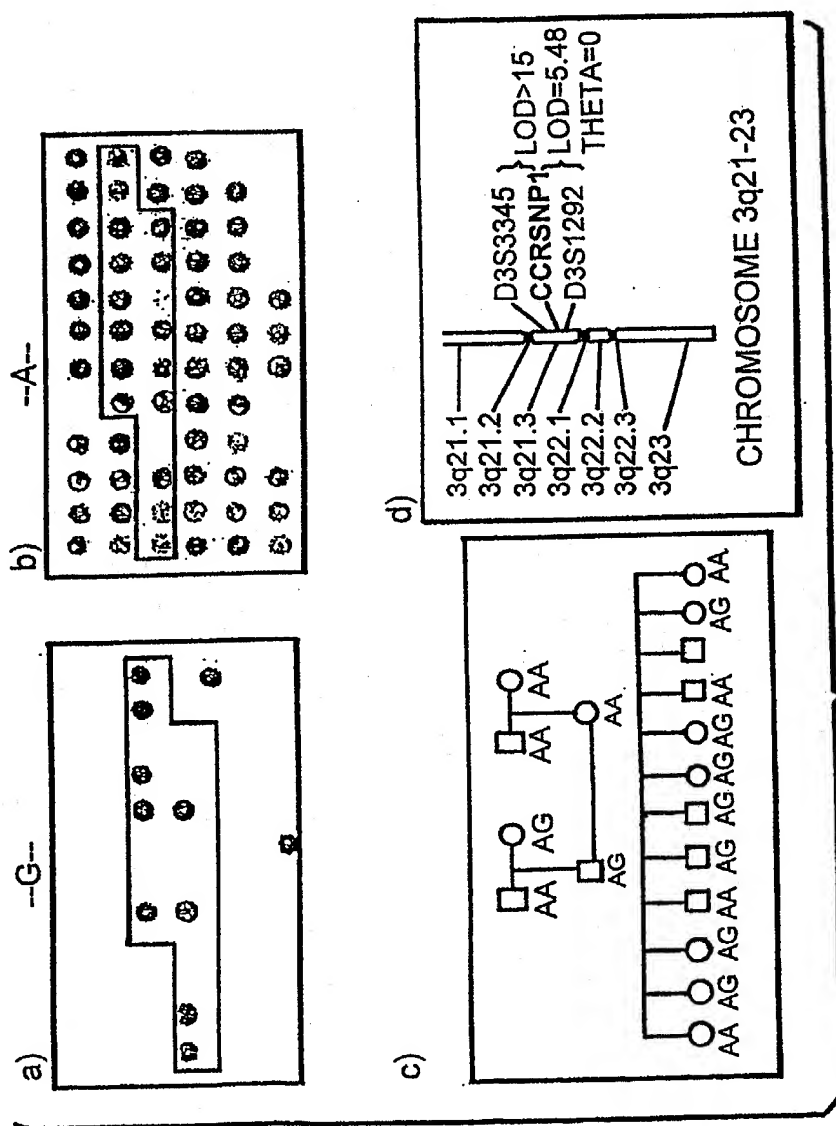 a)
--G--
b)
--A--
c)
AA AG AA AA
AG AA
AA AG AG AA AG AG AG AG AA AG AA
d)
3q21.1
3q21.2
3q21.3
3q22.1
3q22.2
3q22.3
3q23
D3S3345
CCRSNP1
D3S1292
}LOD>15
}LOD=5.48
THETA=0
CHROMOSOME 3q21-23